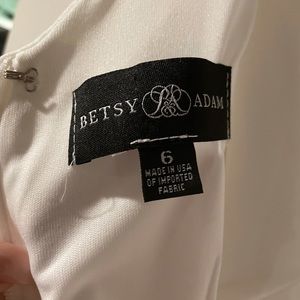 BETSY ADAM
6
MADE IN USA
OF IMPORTED
FABRIC